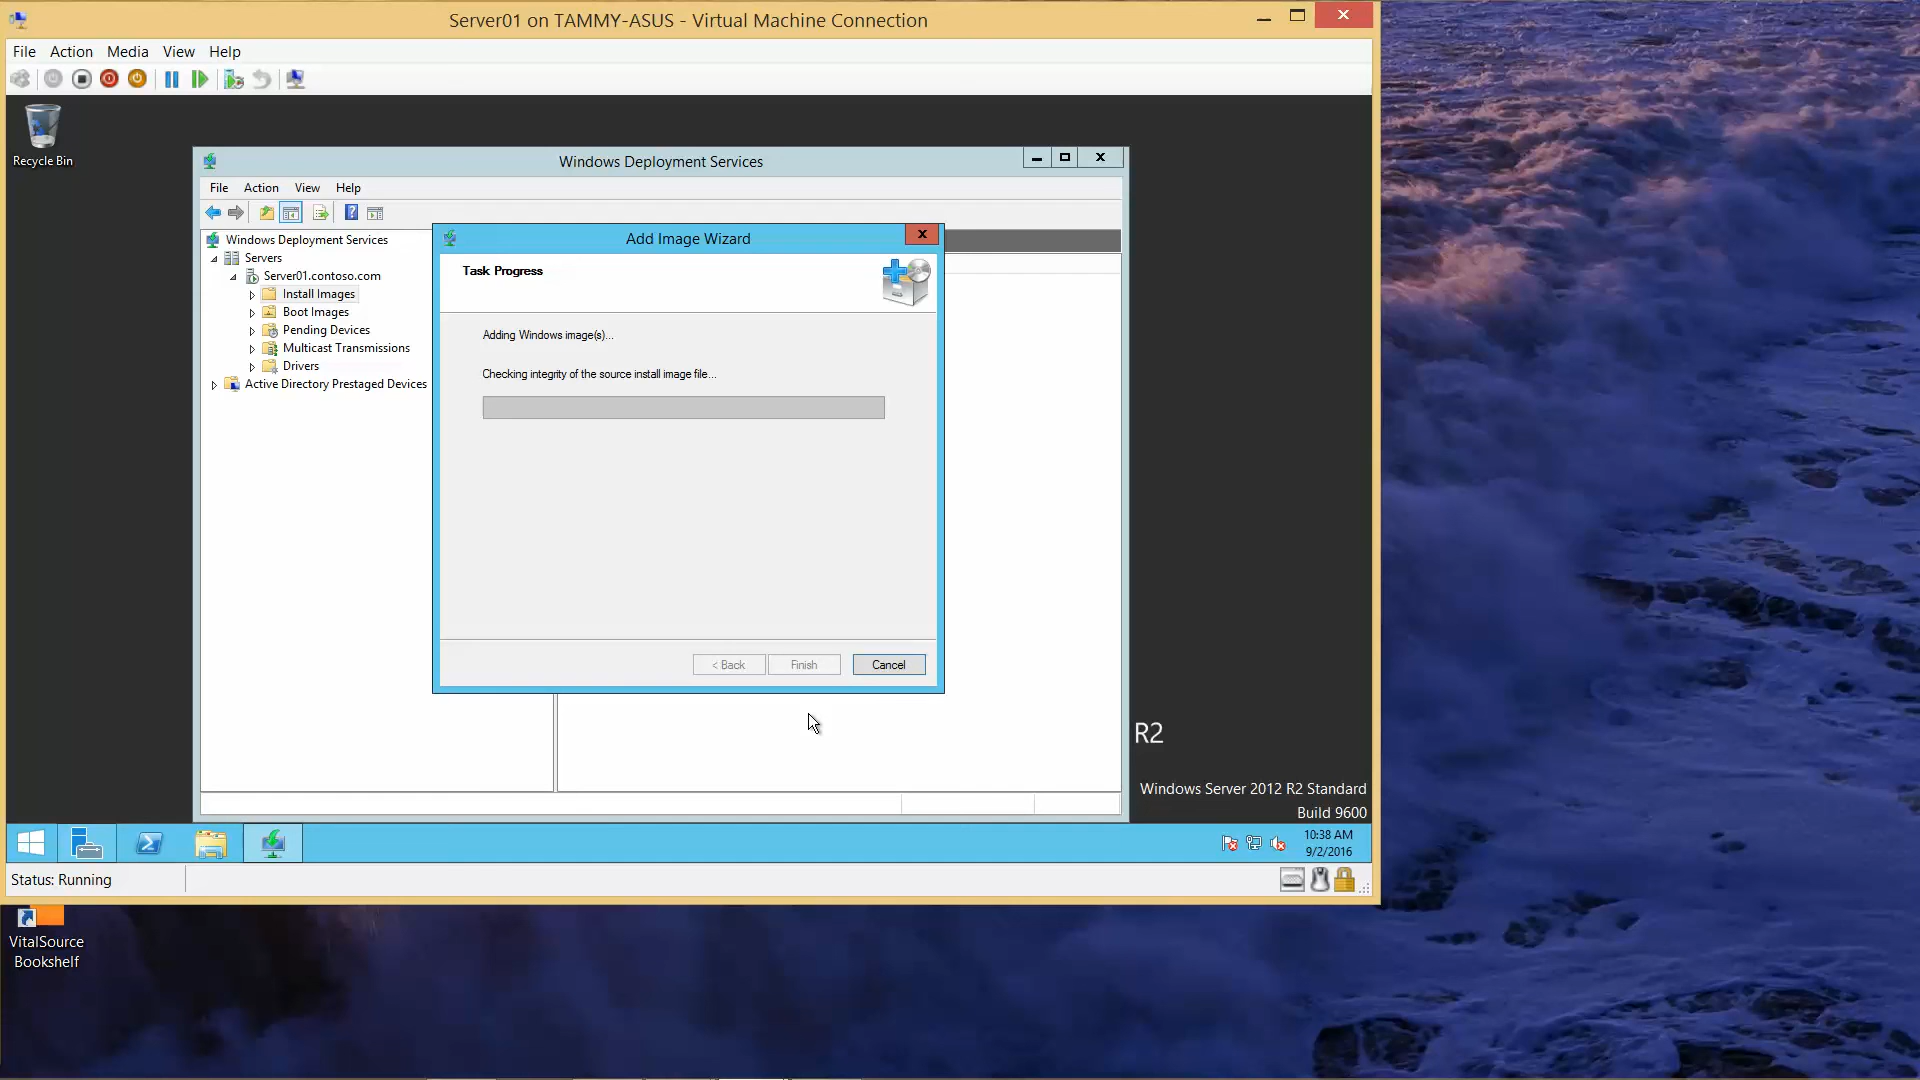 Server01 on TAMMY-ASUS - Virtual Machine Connection
File Action Media View Help
Recycle Bin
Windows Deployment Services
File Action View Help
Windows Deployment Services
Servers
Server01.contoso.com
Install Images
Boot Images
Pending Devices
Multicast Transmissions
Drivers
Active Directory Prestaged Devices
Add Image Wizard
Task Progress
Adding Windows image(s)...
Checking integrity of the source install image file...
< Back Finish Cancel
R2
Windows Server 2012 R2 Standard
Build 9600
10:38 AM
9/2/2016
Status: Running
VitalSource
Bookshelf